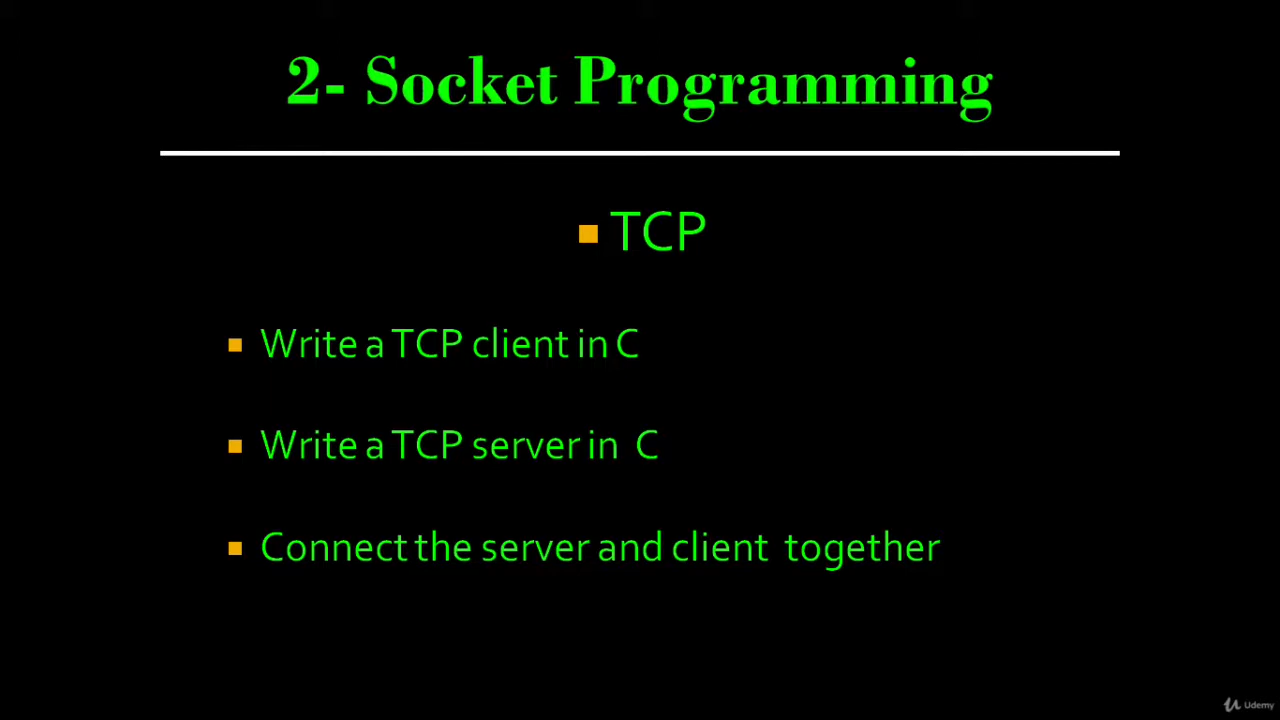 2- Socket Programming
TCP
Write a TCP client in C
Write a TCP server in C
Connect the server and client together
Udemy